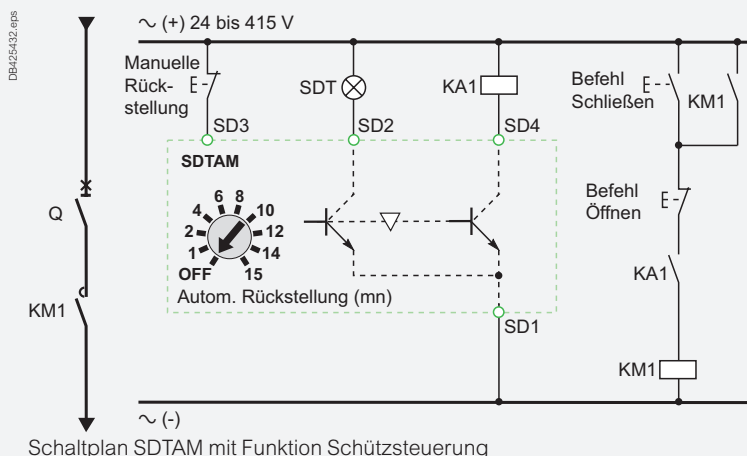 DB425432.eps
~ (+) 24 bis 415 V
Manuelle
Rück-
stellung
E
SD3
SDT
SD2
KA1
SD4
Befehl
Schließen
E
KM1
SDTAM
OFF
1
2
4
6
8
10
12
14
15
Autom. Rückstellung (mn)
SD1
Befehl
Öffnen
E
KA1
KM1
Q
KM1
~ (-)
Schaltplan SDTAM mit Funktion Schützsteuerung